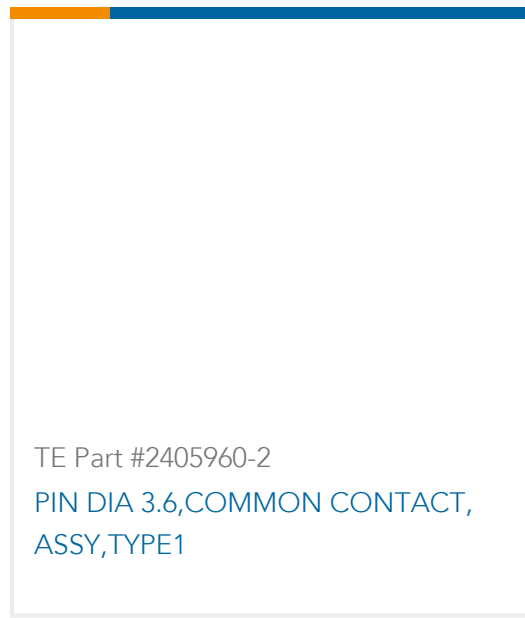 TE Part #2405960-2
PIN DIA 3.6,COMMON CONTACT,
ASSY,TYPE1